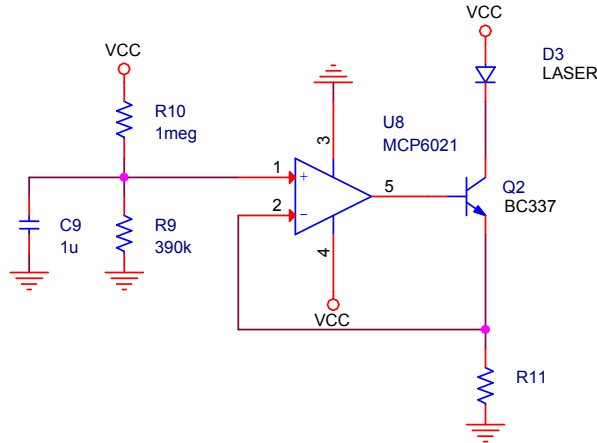 VCC
R10
1meg
C9
1u
R9
390k
1
+
2
−
3
4
VCC
U8
MCP6021
5
VCC
D3
LASER
Q2
BC337
R11